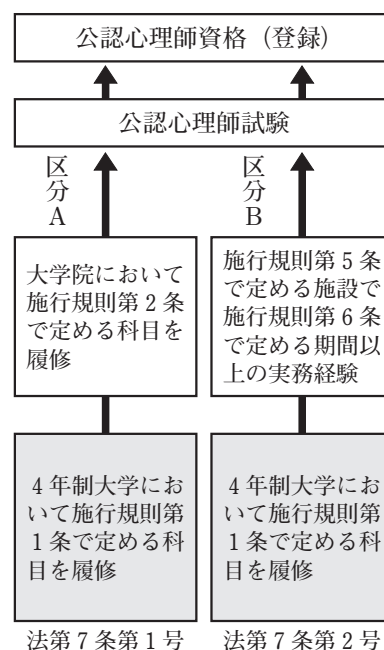 公認心理師資格（登録）
公認心理師試験
区分A
区分B
大学院において
施行規則第2条
で定める科目を
履修
施行規則第5条
で定める施設で
施行規則第6条
で定める期間以
上の実務経験
4年制大学にお
いて施行規則第
1条で定める科
目を履修
4年制大学にお
いて施行規則第
1条で定める科
目を履修
法第7条第1号
法第7条第2号